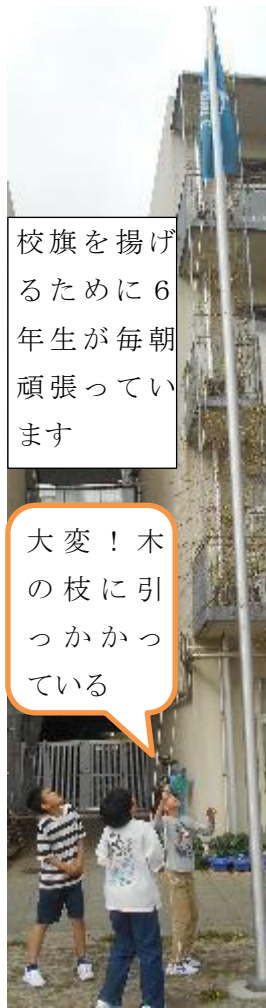 校旗を揚げ
るために６
年生が毎朝
頑張ってい
ます
大変！木
の枝に引
っかかっ
ている